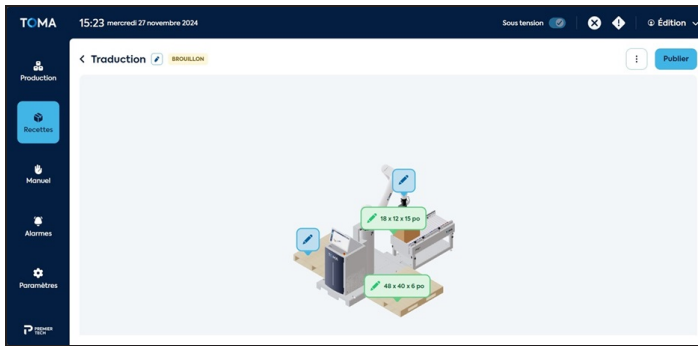 TOMA
15:23 mercredi 27 novembre 2024
Sous tension
Édition
Production
Recettes
Manuel
Alarmes
Paramètres
PREMIER
TECH
Traduction
BROUILLON
Publier
18 x 12 x 15 po
48 x 40 x 6 po